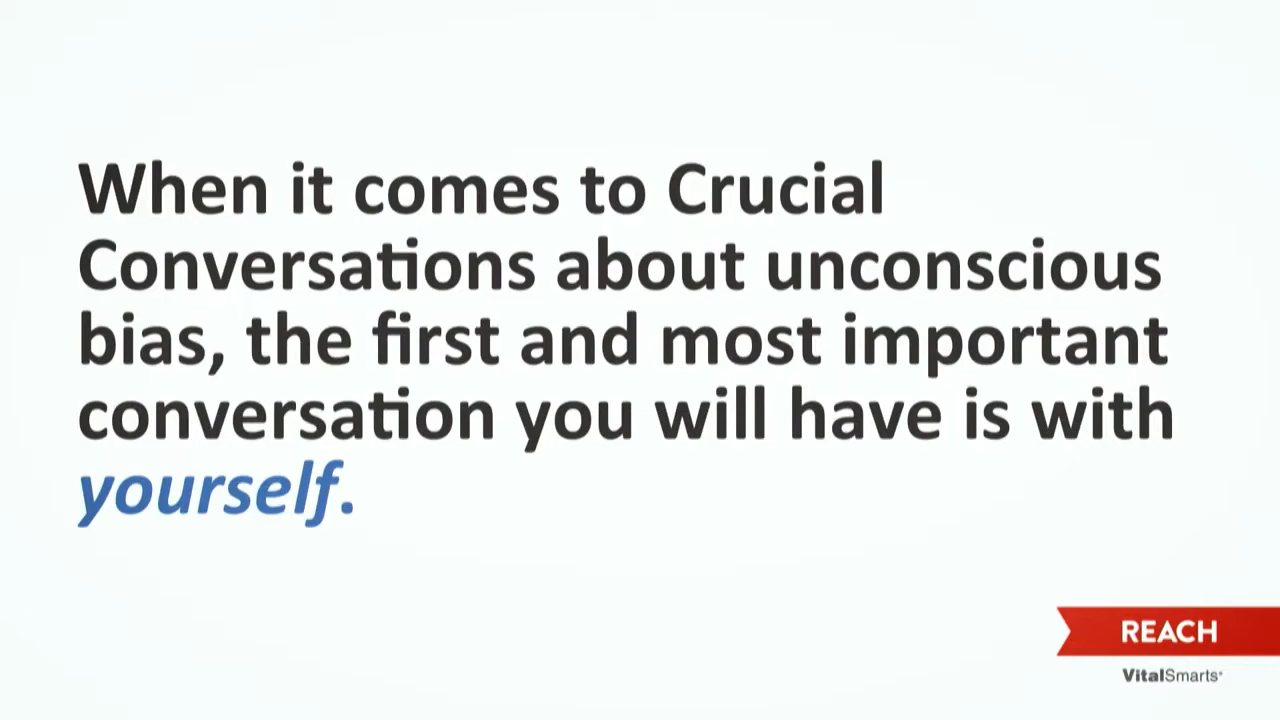 When it comes to Crucial
Conversations about unconscious
bias, the first and most important
conversation you will have is with
yourself.
REACH
VitalSmarts